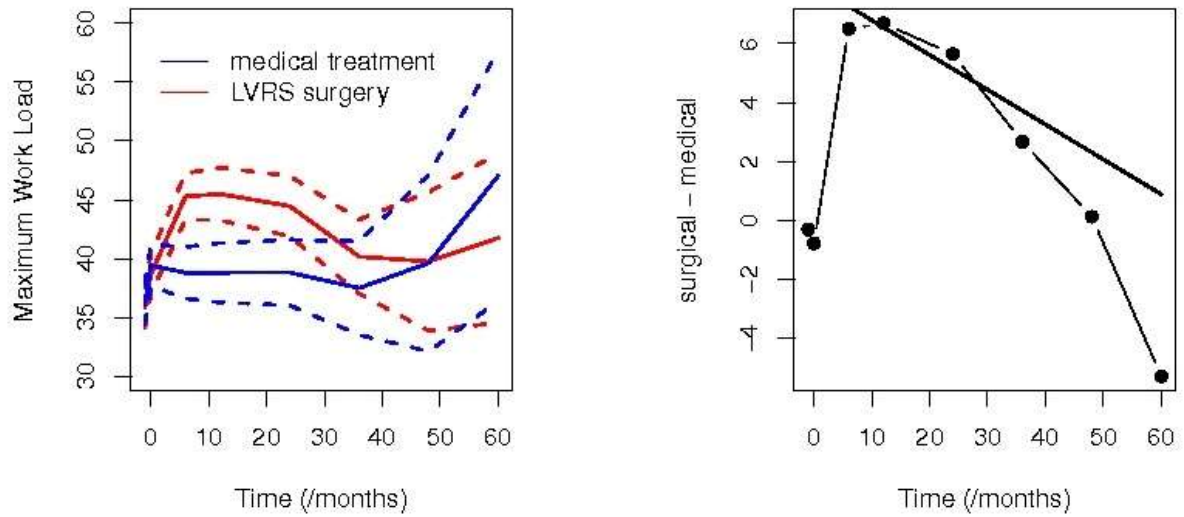 Maximum Work Load
60
55
50
45
40
35
30
medical treatment
LVRS surgery
0 10 20 30 40 50 60
Time (/months)
surgical – medical
6
4
2
0
−2
−4
0 10 20 30 40 50 60
Time (/months)